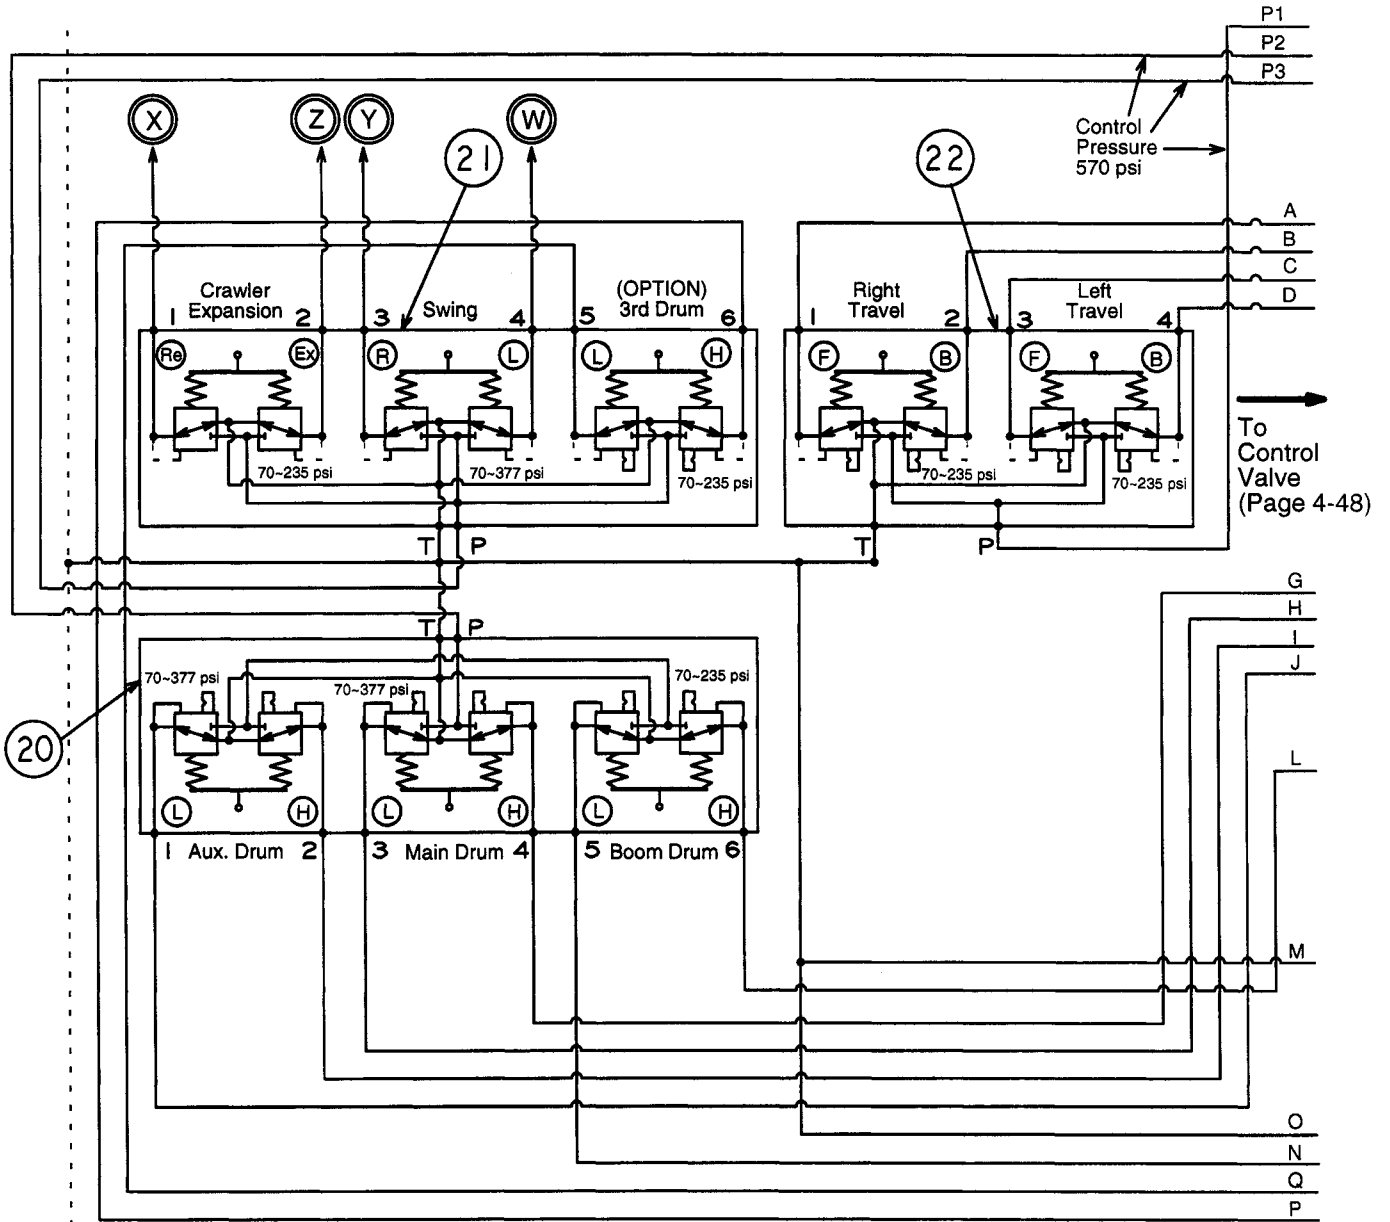 P1
P2
P3
X
Z
Y
W
21
22
Control
Pressure
570 psi
A
B
C
D
Crawler
Expansion
1
2
Swing
3
4
(OPTION)
3rd Drum
5
6
Right
Travel
1
2
Left
Travel
3
4
Re
Ex
R
L
L
H
F
B
F
B
70~235 psi
70~377 psi
70~235 psi
70~235 psi
70~235 psi
To
Control
Valve
(Page 4-48)
T
P
T
P
G
H
I
J
T
P
70~377 psi
70~377 psi
70~235 psi
20
L
L
H
L
H
L
H
1 Aux. Drum 2
3 Main Drum 4
5 Boom Drum 6
M
O
N
Q
P